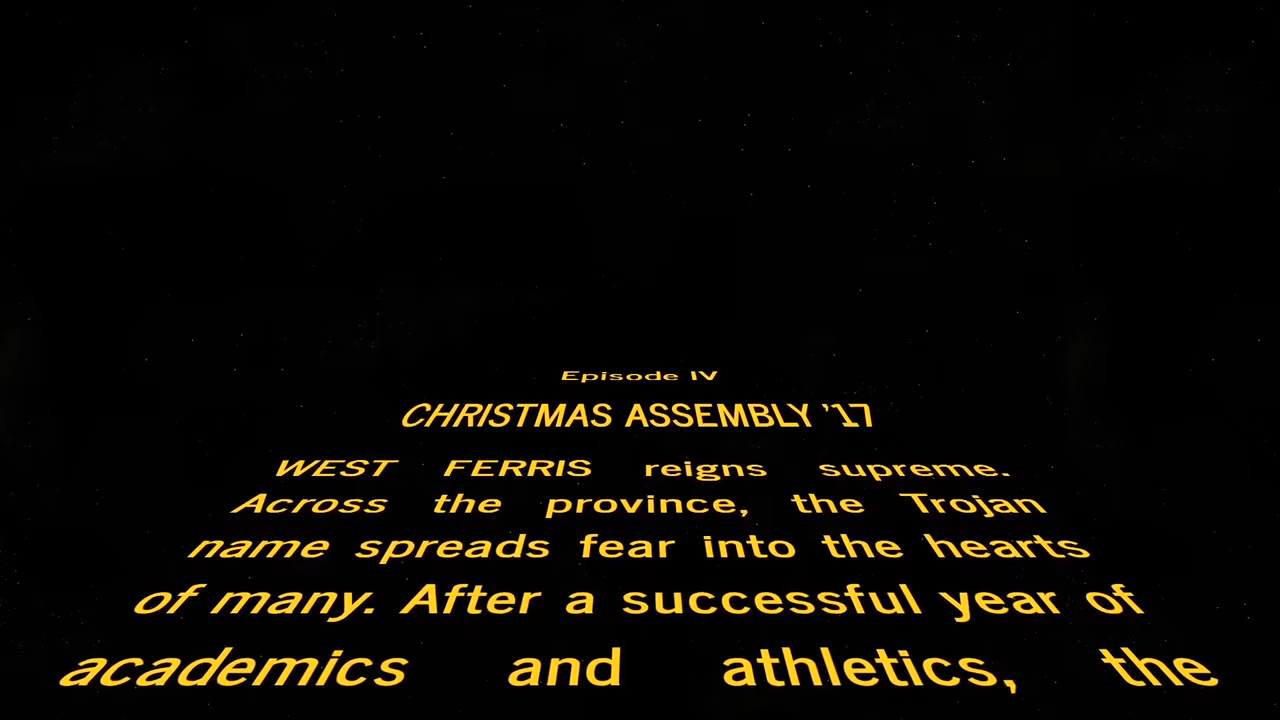 Episode IV
CHRISTMAS ASSEMBLY '17
WEST FERRIS reigns supreme.
Across the province, the Trojan
name spreads fear into the hearts
of many. After a successful year of
academics and athletics, the